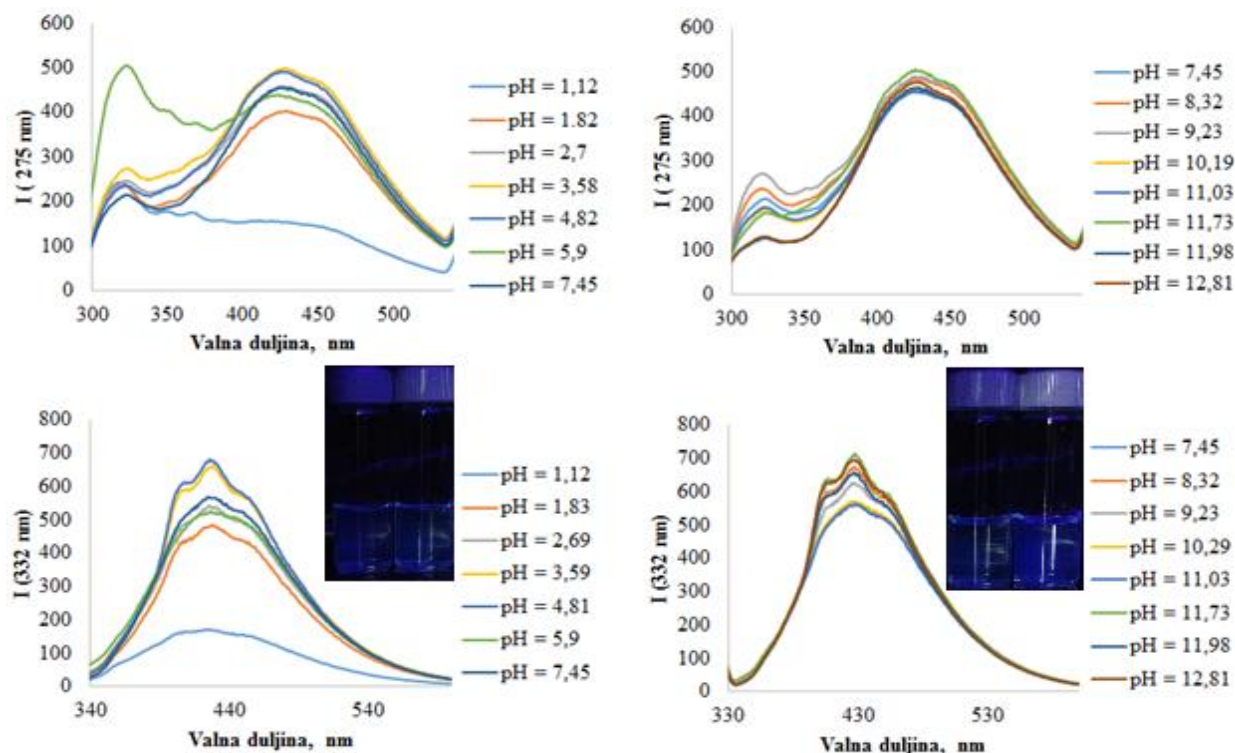 600
500
400
300
200
100
0
I ( 275 nm)
300
350
400
450
500
Valna duljina, nm
pH = 1,12
pH = 1.82
pH = 2,7
pH = 3,58
pH = 4,82
pH = 5,9
pH = 7,45
600
500
400
300
200
100
0
I ( 275 nm)
300
350
400
450
500
Valna duljina, nm
pH = 7,45
pH = 8,32
pH = 9,23
pH = 10,19
pH = 11,03
pH = 11,73
pH = 11,98
pH = 12,81
800
700
600
500
400
300
200
100
0
I (332 nm)
340
440
540
Valna duljina, nm
pH = 1,12
pH = 1,83
pH = 2,69
pH = 3,59
pH = 4,81
pH = 5,9
pH = 7,45
800
700
600
500
400
300
200
100
0
I (332 nm)
330
430
530
Valna duljina, nm
pH = 7,45
pH = 8,32
pH = 9,23
pH = 10,29
pH = 11,03
pH = 11,73
pH = 11,98
pH = 12,81